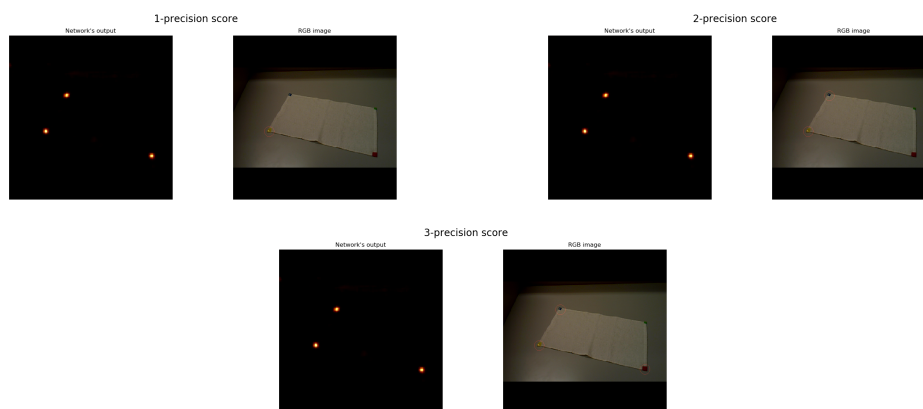 1-precision score
Network's output
RGB image
2-precision score
Network's output
RGB image
3-precision score
Network's output
RGB image